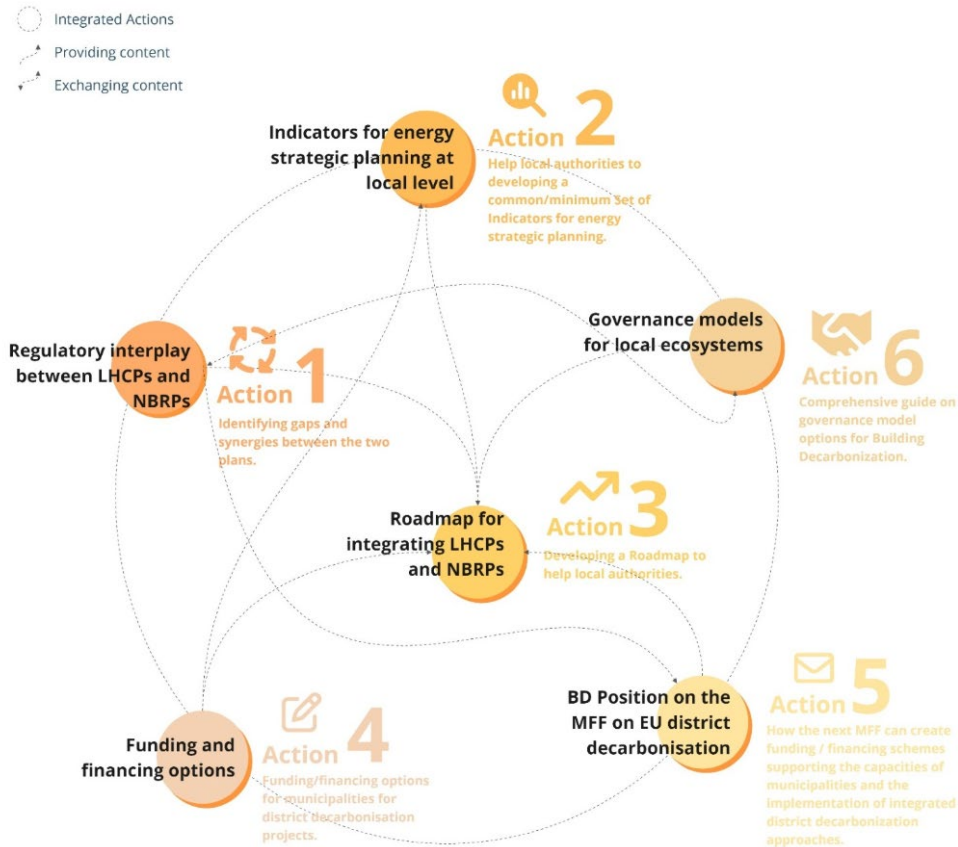 Integrated Actions
Providing content
Exchanging content
Indicators for energy
strategic planning at
local level
Action 2
Help local authorities to
developing a
common/minimum Set of
Indicators for energy
strategic planning.
Governance models
for local ecosystems
Action 6
Comprehensive guide on
governance model
options for Building
Decarbonization.
Regulatory interplay
between LHCPs and
NBRPs
Action 1
Identifying gaps and
synergies between the two
plans.
Roadmap for
integrating LHCPs
and NBRPs
Action 3
Developing a Roadmap to
help local authorities.
Funding and
financing options
Action 4
Funding/financing options
for municipalities for
district decarbonisation
projects.
BD Position on the
MFF on EU district
decarbonisation
Action 5
How the next MFF can create
funding / financing schemes
supporting the capacities of
municipalities and the
implementation of integrated
district decarbonization
approaches.